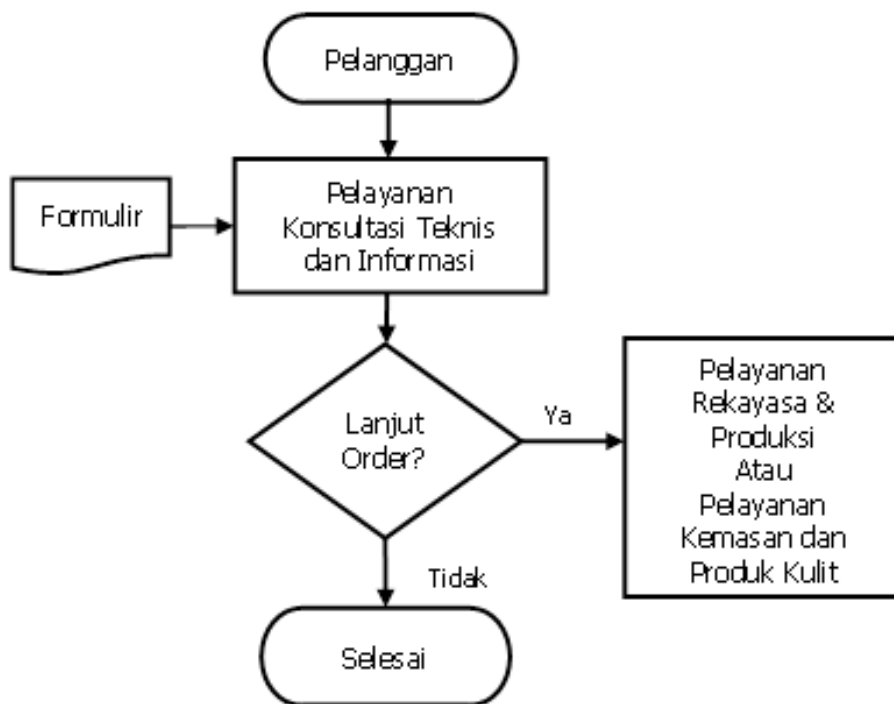 Pelanggan
Formulir
Pelayanan
Konsultasi Teknis
dan Informasi
Lanjut
Order?
Ya
Pelayanan
Rekayasa &
Produksi
Atau
Pelayanan
Kemasan dan
Produk Kulit
Tidak
Selesai